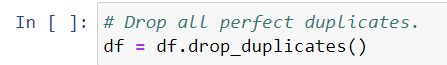 In [ ]: # Drop all perfect duplicates.
df = df.drop_duplicates()